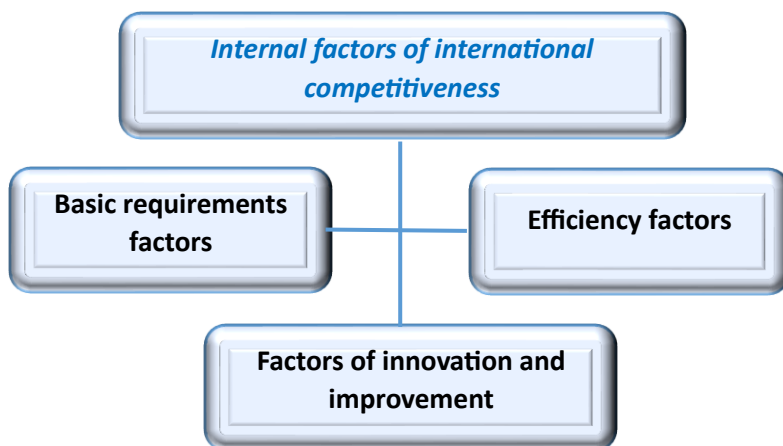 Internal factors of international
competitiveness
Basic requirements
factors
Efficiency factors
Factors of innovation and
improvement